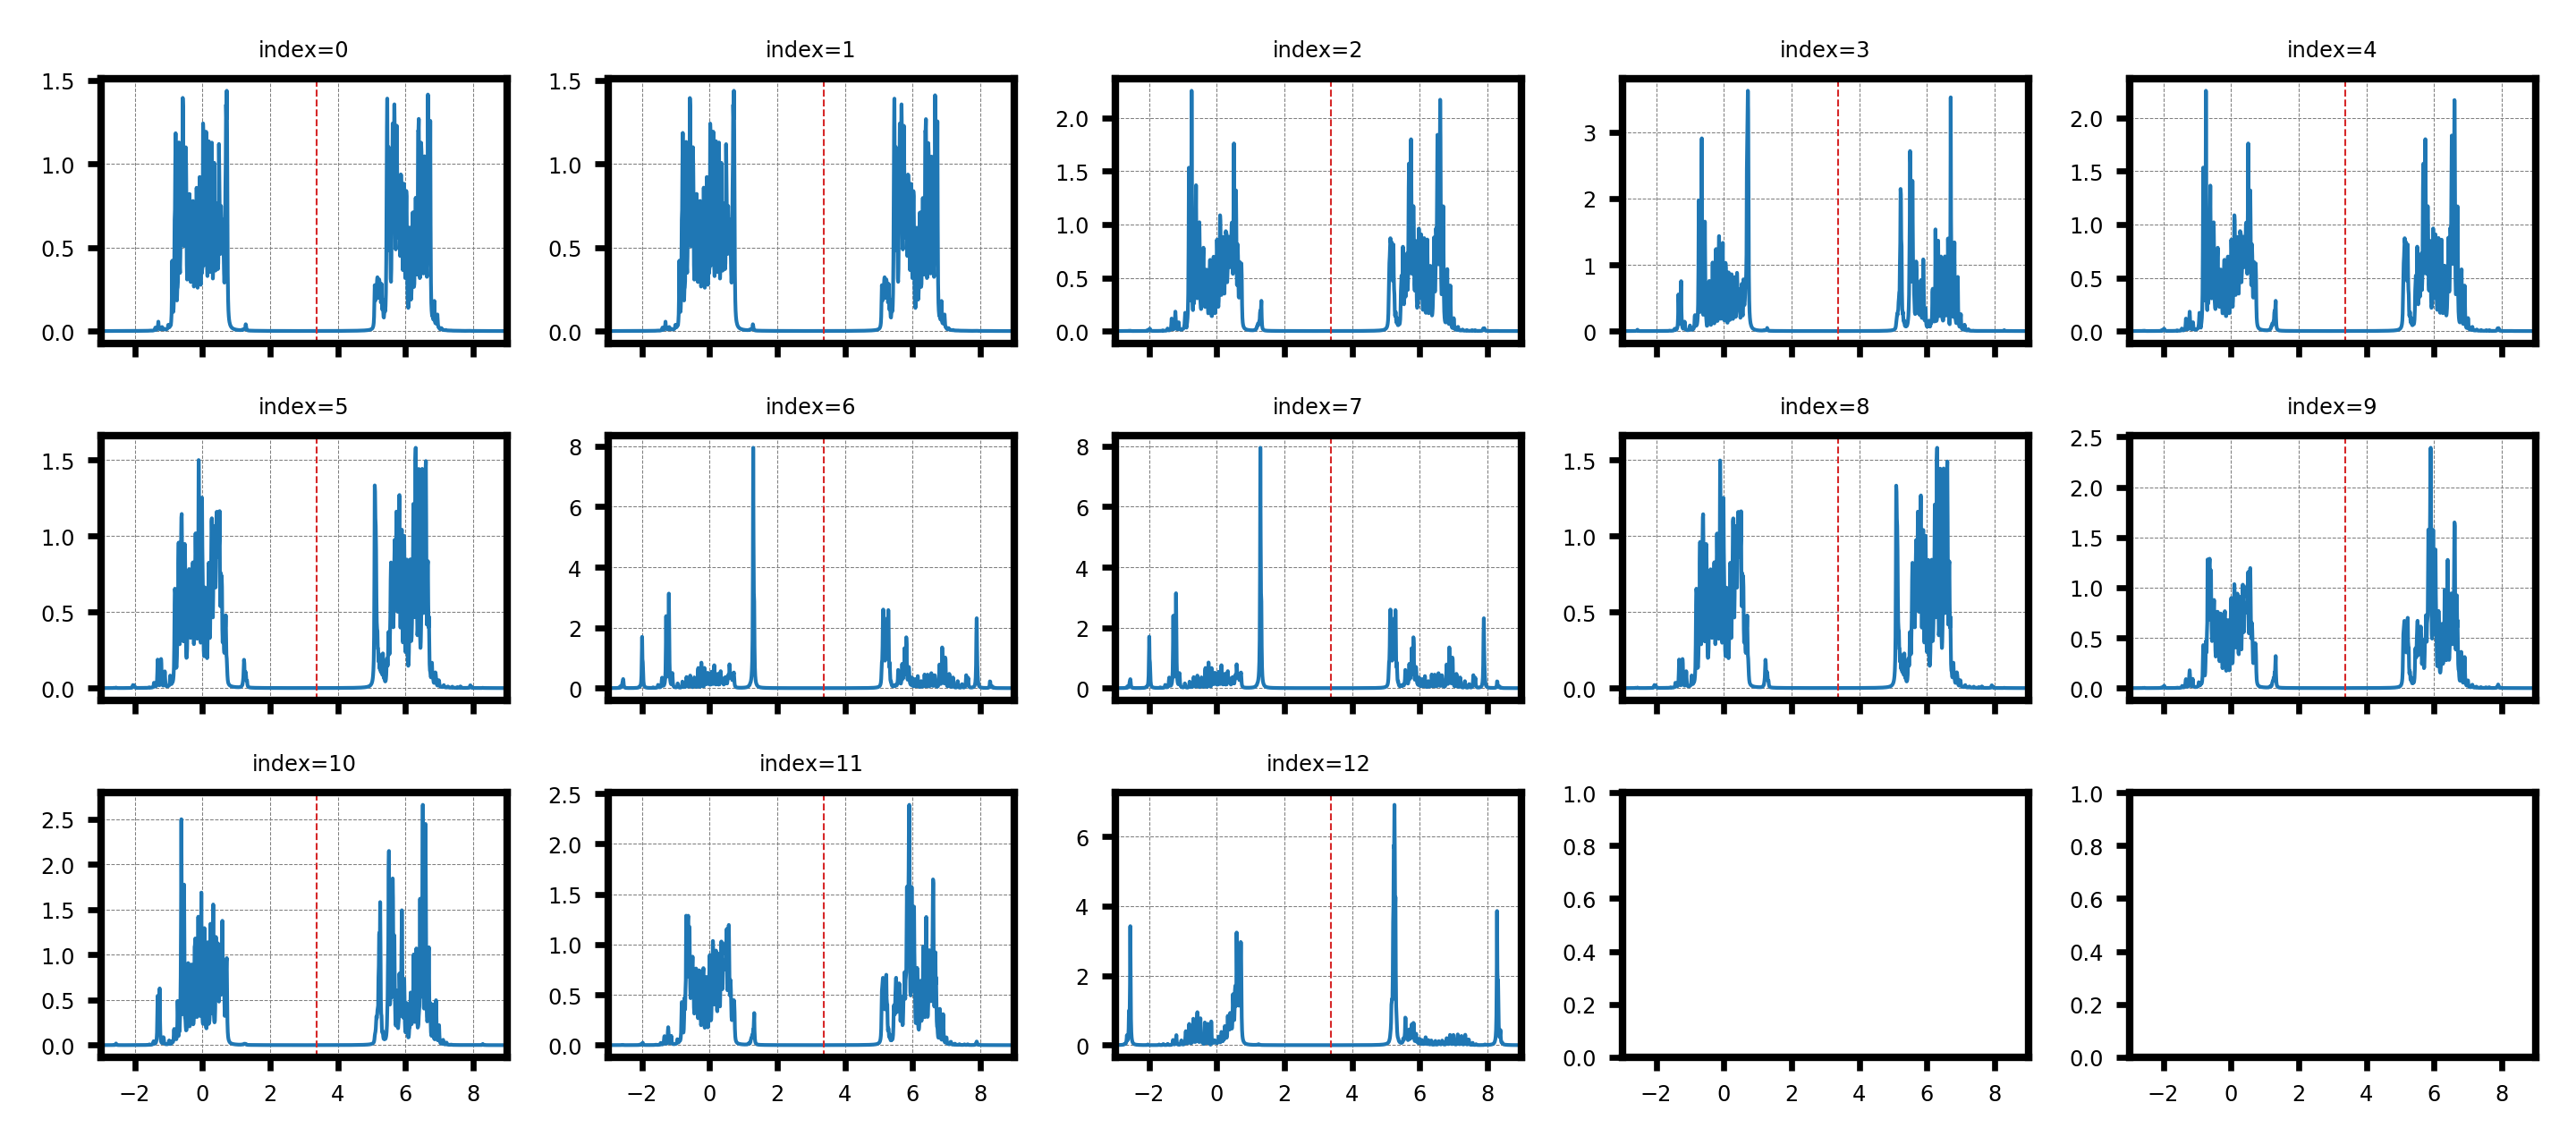 index=0 index=1 index=2 index=3 index=4
1.5 1.5
2.0 3 2.0
1.0 1.0 1.5 1.5
2
1.0 1.0
0.5 0.5 0.5 1 0.5
0.0 0.0 0.0 0 0.0
index=5 index=6 index=7 index=8 index=9
1.5 8 8 1.5 2.5
6 6 2.0
1.0 1.0 1.5
4 4 1.0
0.5 2 2 0.5 0.5
0.0 0 0 0.0 0.0
index=10 index=11 index=12
2.5 2.5 1.0 1.0
2.0 2.0 6 0.8 0.8
1.5 1.5 4 0.6 0.6
1.0 1.0 0.4 0.4
0.5 0.5 2 0.2 0.2
0.0 0.0 0 0.0 0.0
−2 0 2 4 6 8 −2 0 2 4 6 8 −2 0 2 4 6 8 −2 0 2 4 6 8 −2 0 2 4 6 8